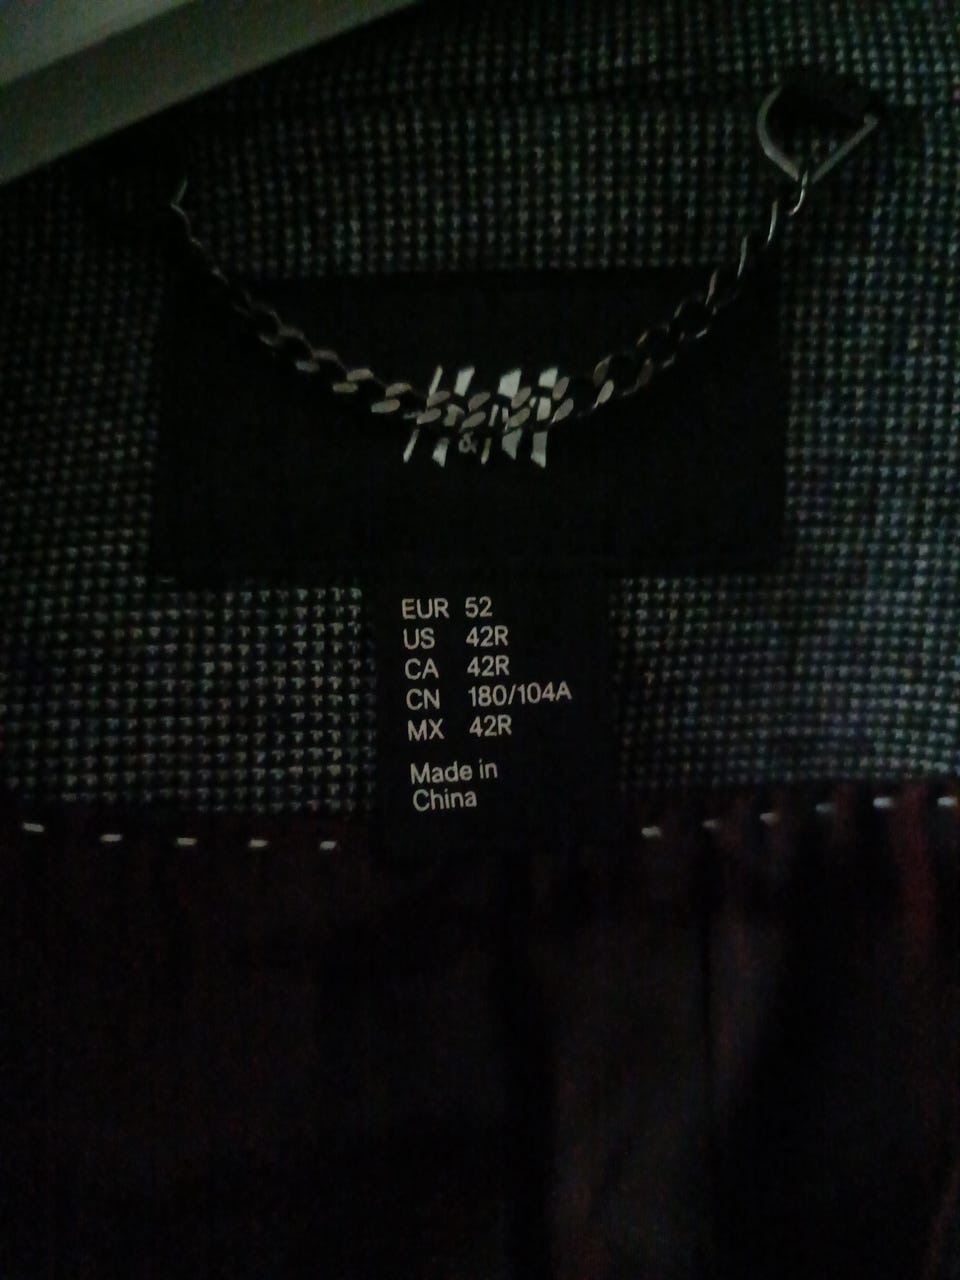 H&M
EUR 52
US 42R
CA 42R
CN 180/104A
MX 42R
Made in
China